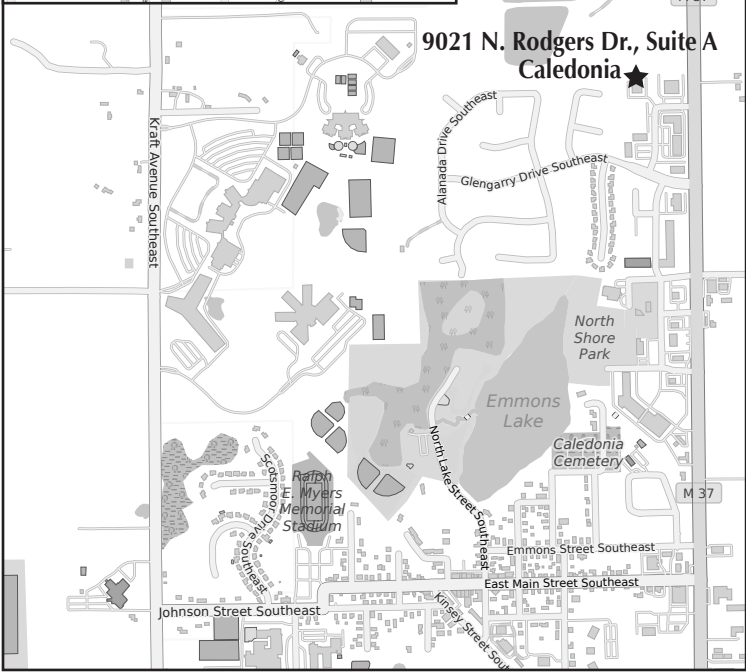 9021 N. Rodgers Dr., Suite A
Caledonia
Alanada Drive Southeast
Glengarry Drive Southeast
Kraft Avenue Southeast
North
Shore
Park
Emmons
Lake
Caledonia
Cemetery
North Lake Street Southeast
Scotsmoor Drive Southeast
Ralph
E. Myers
Memorial
Stadium
M 37
Emmons Street Southeast
East Main Street Southeast
Johnson Street Southeast
Kinsey Street Sout